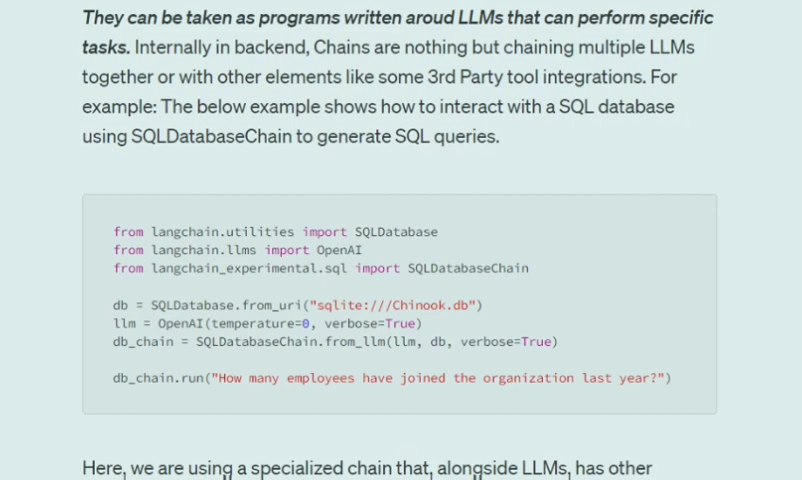 They can be taken as programs written aroud LLMs that can perform specific
tasks. Internally in backend, Chains are nothing but chaining multiple LLMs
together or with other elements like some 3rd Party tool integrations. For
example: The below example shows how to interact with a SQL database
using SQLDatabaseChain to generate SQL queries.
from langchain.utilities import SQLDatabase
from langchain.llms import OpenAI
from langchain_experimental.sql import SQLDatabaseChain
db = SQLDatabase.from_uri("sqlite:///Chinook.db")
llm = OpenAI(temperature=0, verbose=True)
db_chain = SQLDatabaseChain.from_llm(llm, db, verbose=True)
db_chain.run("How many employees have joined the organization last year?")
Here, we are using a specialized chain that, alongside LLMs, has other